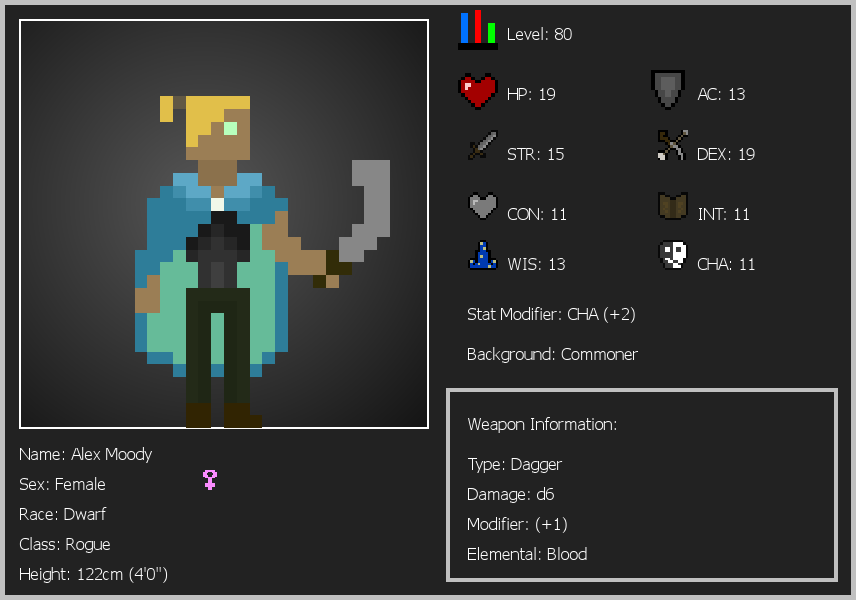 Level: 80
HP: 19
AC: 13
STR: 15
DEX: 19
CON: 11
INT: 11
WIS: 13
CHA: 11
Stat Modifier: CHA (+2)
Background: Commoner
Weapon Information:
Type: Dagger
Damage: d6
Modifier: (+1)
Elemental: Blood
Name: Alex Moody
Sex: Female
Race: Dwarf
Class: Rogue
Height: 122cm (4'0")